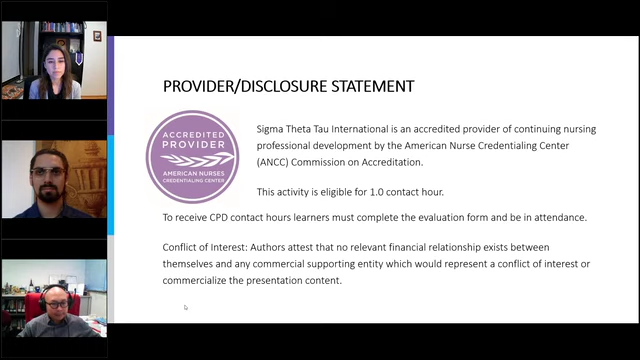 PROVIDER/DISCLOSURE STATEMENT
ACCREDITED
PROVIDER
AMERICAN NURSES
CREDENTIALING CENTER
Sigma Theta Tau International is an accredited provider of continuing nursing
professional development by the American Nurse Credentialing Center
(ANCC) Commission on Accreditation.
This activity is eligible for 1.0 contact hour.
To receive CPD contact hours learners must complete the evaluation form and be in attendance.
Conflict of Interest: Authors attest that no relevant financial relationship exists between
themselves and any commercial supporting entity which would represent a conflict of interest or
commercialize the presentation content.